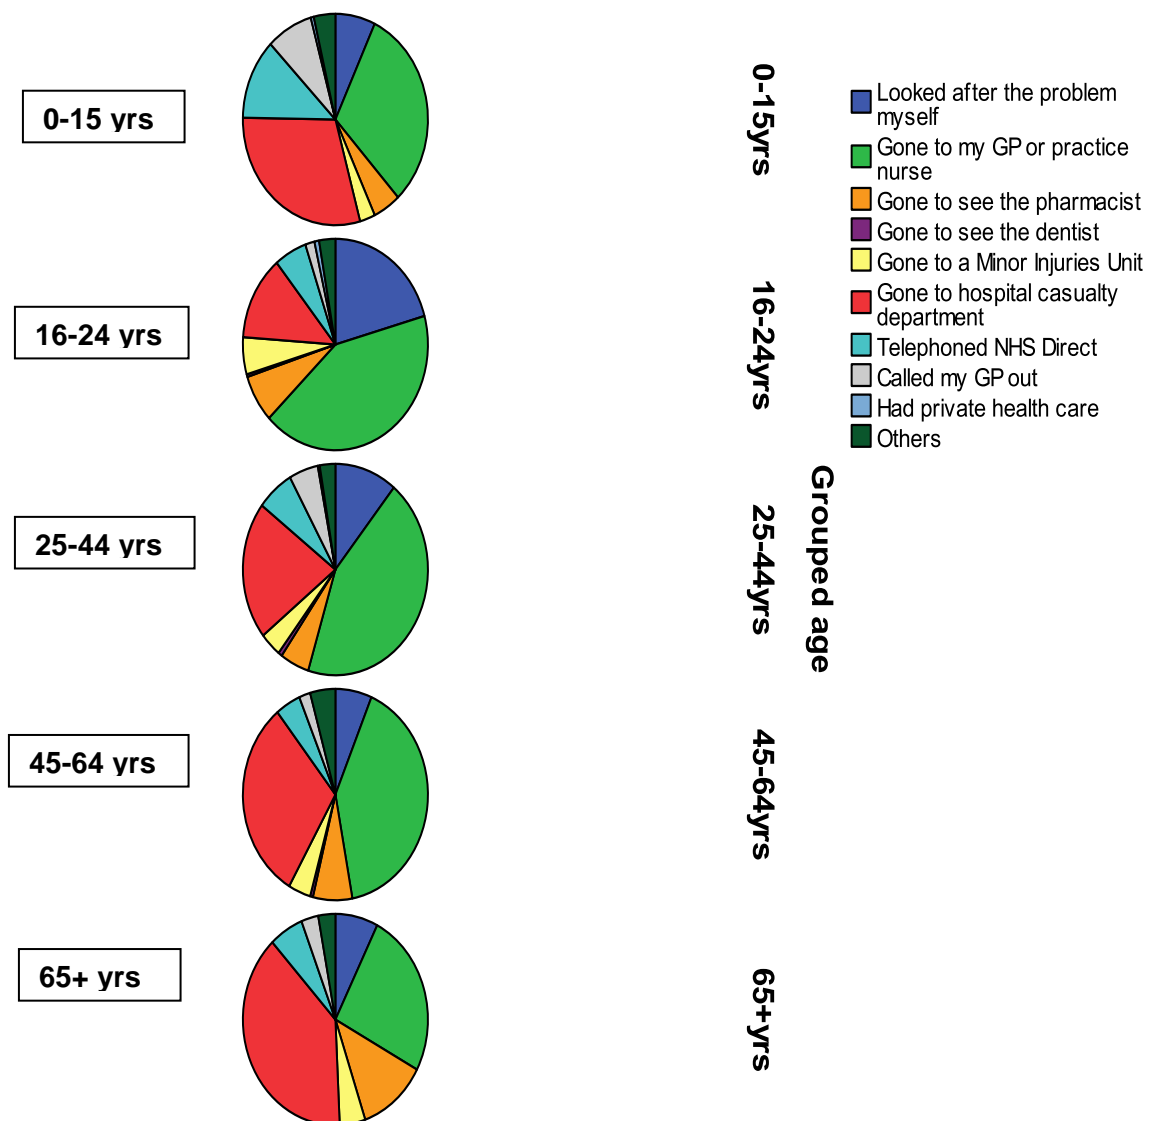 0-15 yrs
16-24 yrs
25-44 yrs
45-64 yrs
65+ yrs
0-15yrs
16-24yrs
25-44yrs
45-64yrs
65+yrs
Grouped age
Looked after the problem
myself
Gone to my GP or practice
nurse
Gone to see the pharmacist
Gone to see the dentist
Gone to a Minor Injuries Unit
Gone to hospital casualty
department
Telephoned NHS Direct
Called my GP out
Had private health care
Others